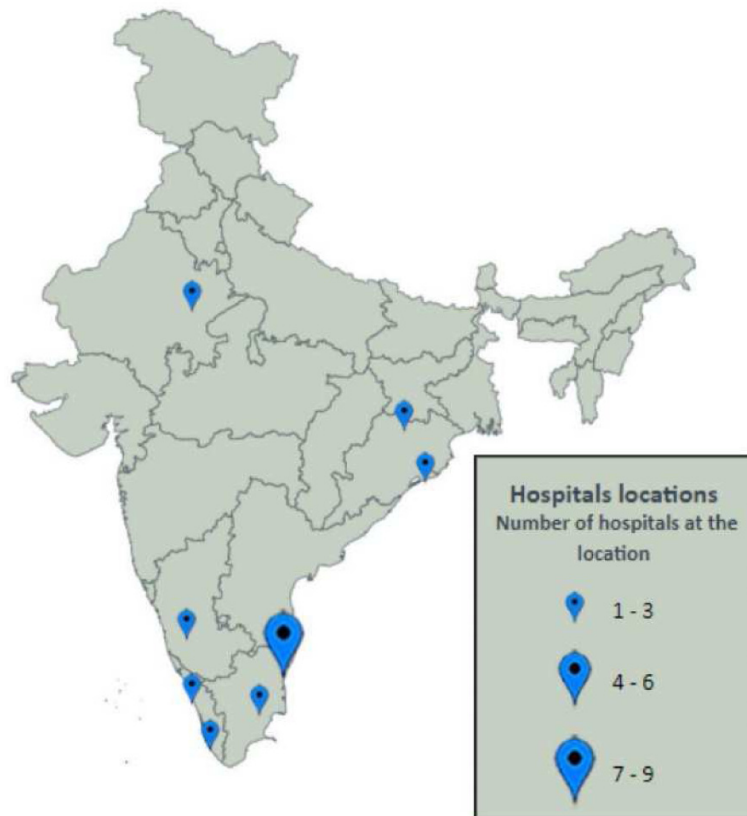 Hospitals locations
Number of hospitals at the
location
1 - 3
4 - 6
7 - 9